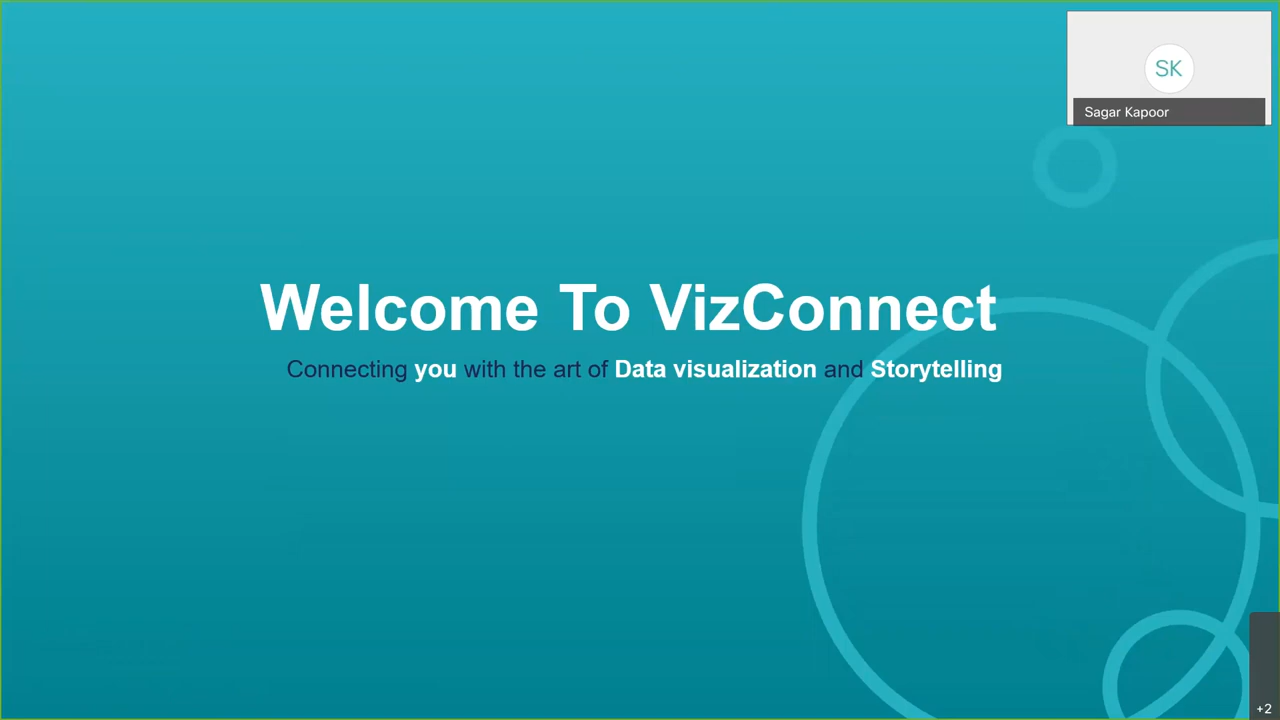 SK
Sagar Kapoor
Welcome To VizConnect
Connecting you with the art of Data visualization and Storytelling
+2